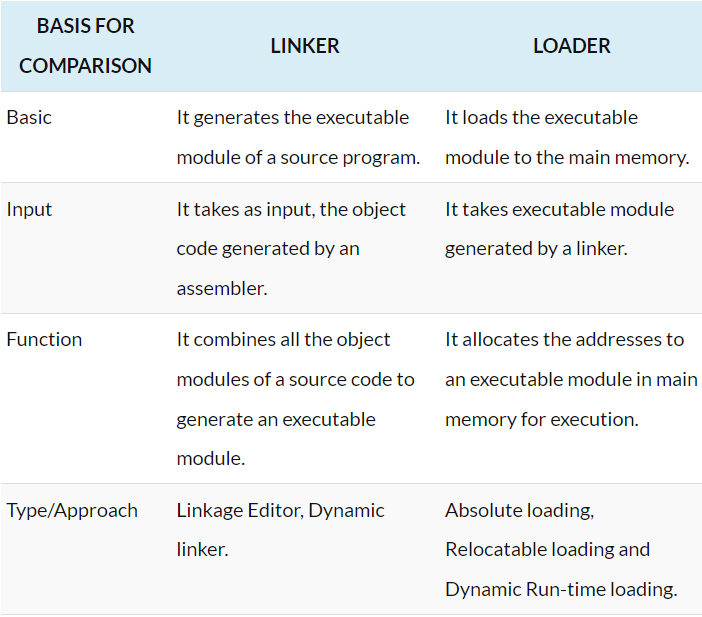 BASIS FOR
COMPARISON
LINKER
LOADER
Basic
It generates the executable
module of a source program.
It loads the executable
module to the main memory.
Input
It takes as input, the object
code generated by an
assembler.
It takes executable module
generated by a linker.
Function
It combines all the object
modules of a source code to
generate an executable
module.
It allocates the addresses to
an executable module in main
memory for execution.
Type/Approach
Linkage Editor, Dynamic
linker.
Absolute loading,
Relocatable loading and
Dynamic Run-time loading.